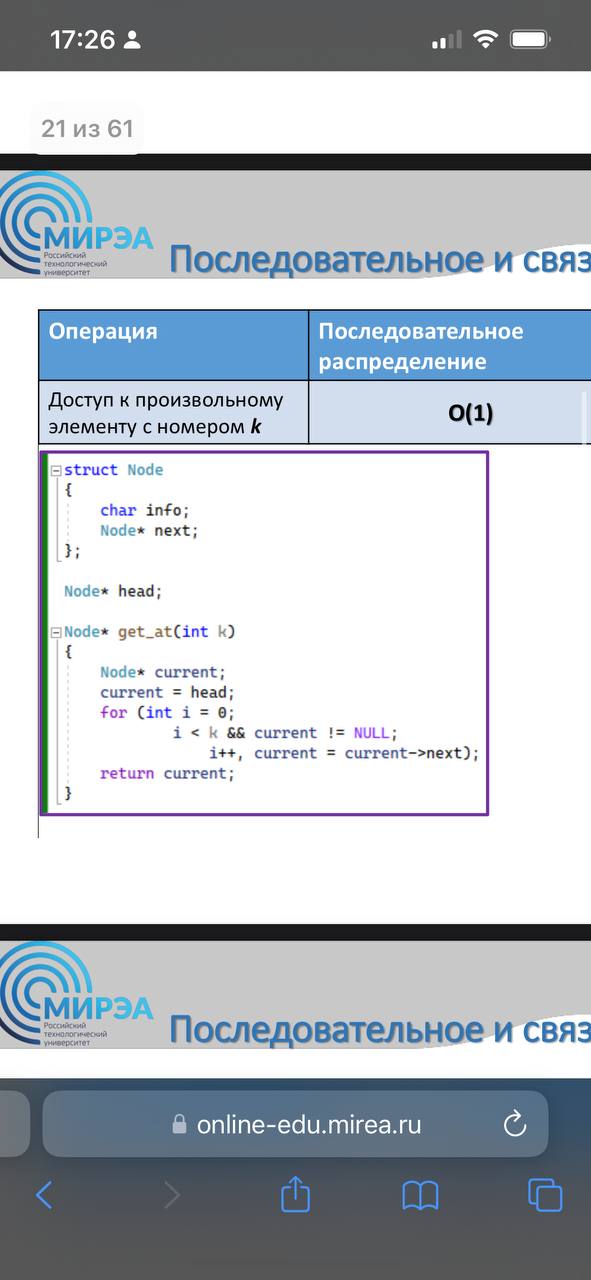 17:26
21 из 61
МИРЭА
Российский
технологический
университет
Последовательное и связ
Операция
Последовательное
распределение
Доступ к произвольному
элементу с номером k
O(1)
struct Node
{
char info;
Node* next;
};
Node* head;
Node* get_at(int k)
{
Node* current;
current = head;
for (int i = 0;
i < k && current != NULL;
i++, current = current->next);
return current;
}
МИРЭА
Российский
технологический
университет
Последовательное и связ
online-edu.mirea.ru